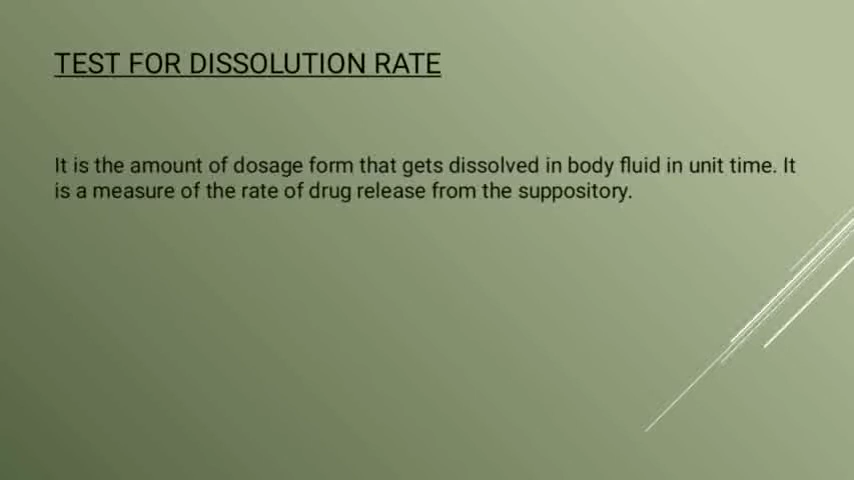 TEST FOR DISSOLUTION RATE
It is the amount of dosage form that gets dissolved in body fluid in unit time. It
is a measure of the rate of drug release from the suppository.